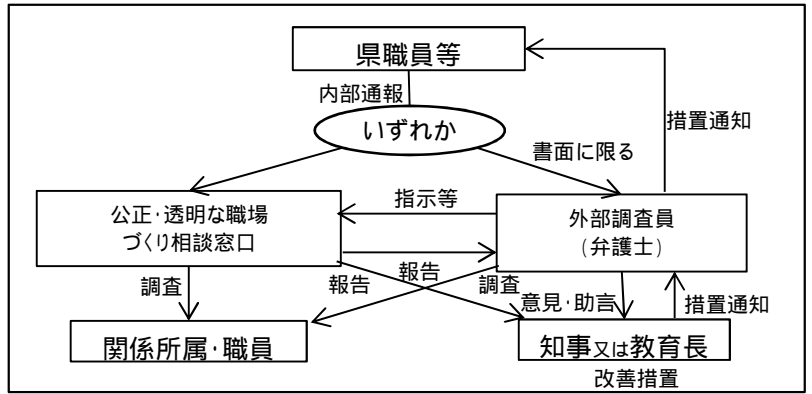 県職員等
内部通報
いずれか
措置通知
書面に限る
公正・透明な職場
づくり相談窓口
指示等
外部調査員
（弁護士）
報告
報告
調査
調査
意見・助言
措置通知
関係所属・職員
知事又は教育長
改善措置